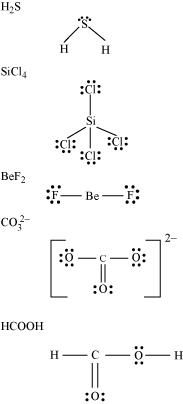 H₂S
S
H H
SiCl₄
Cl
Si
Cl Cl
Cl
BeF₂
F — Be — F
CO₃²⁻
2−
O — C — O
O
HCOOH
H — C — O — H
O